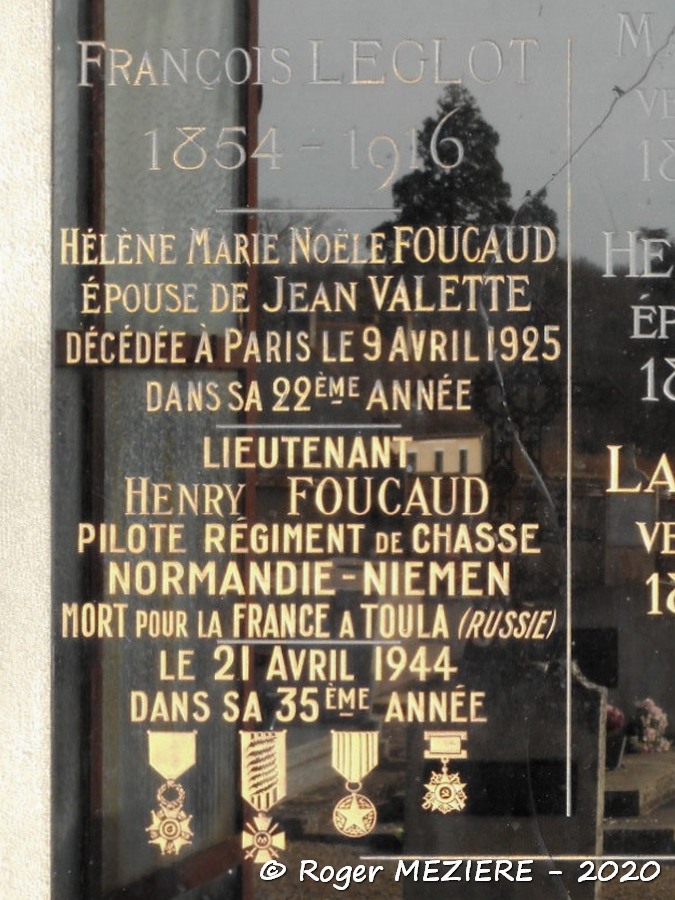 FRANÇOIS LEGLOT
1854 - 1916
HÉLÈNE MARIE NOËLE FOUCAUD
ÉPOUSE DE JEAN VALETTE
DÉCÉDÉE À PARIS LE 9 AVRIL 1925
DANS SA 22ÈME ANNÉE
LIEUTENANT
HENRY FOUCAUD
PILOTE RÉGIMENT DE CHASSE
NORMANDIE-NIEMEN
MORT POUR LA FRANCE A TOULA (RUSSIE)
LE 21 AVRIL 1944
DANS SA 35ÈME ANNÉE
© Roger MEZIERE - 2020